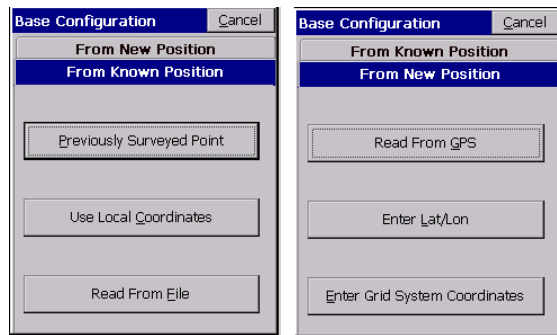 Base Configuration Cancel
From New Position
From Known Position
Previously Surveyed Point
Use Local Coordinates
Read From File
Base Configuration Cancel
From Known Position
From New Position
Read From GPS
Enter Lat/Lon
Enter Grid System Coordinates